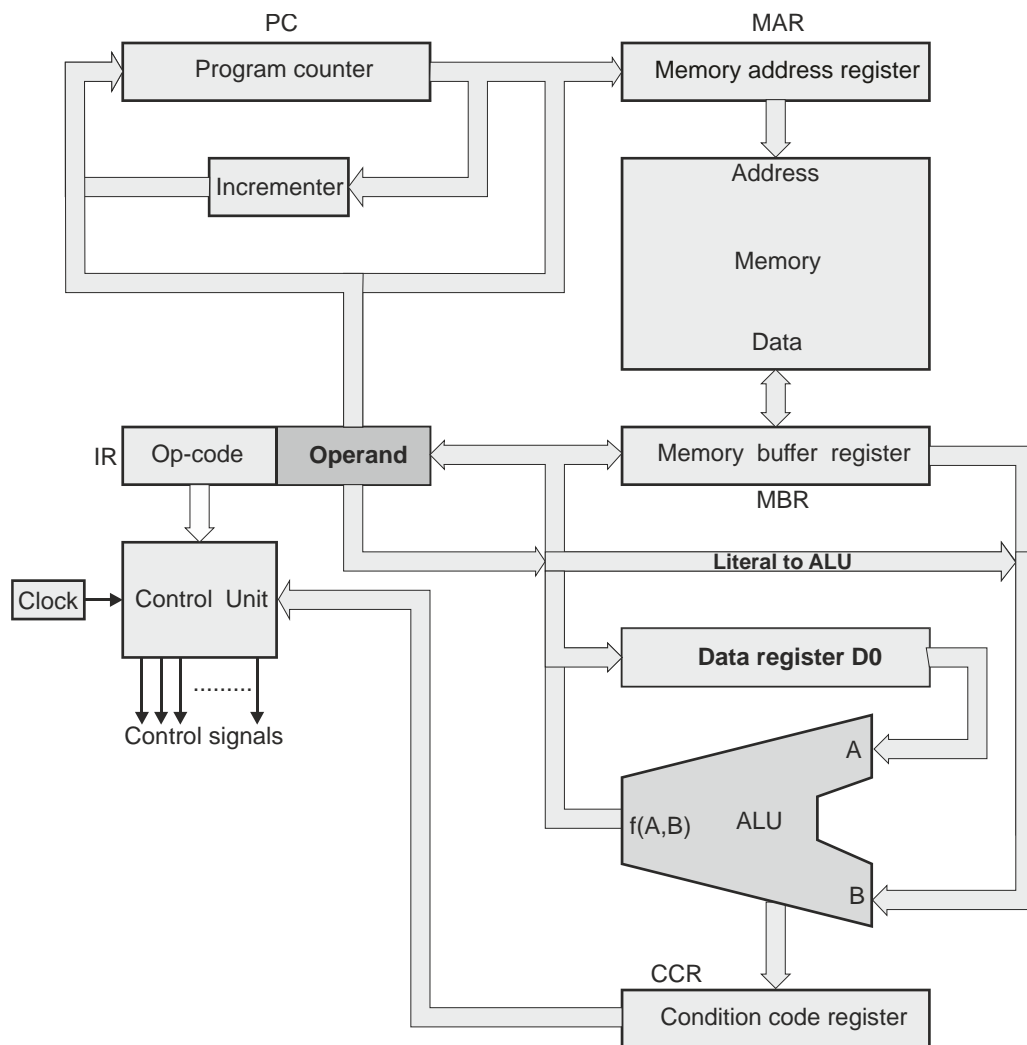 PC
MAR
Program counter
Memory address register
Incrementer
Address
Memory
Data
IR
Op-code
Operand
Memory buffer register
MBR
Literal to ALU
Clock
Control Unit
Data register D0
.........
Control signals
A
f(A,B)
ALU
B
CCR
Condition code register